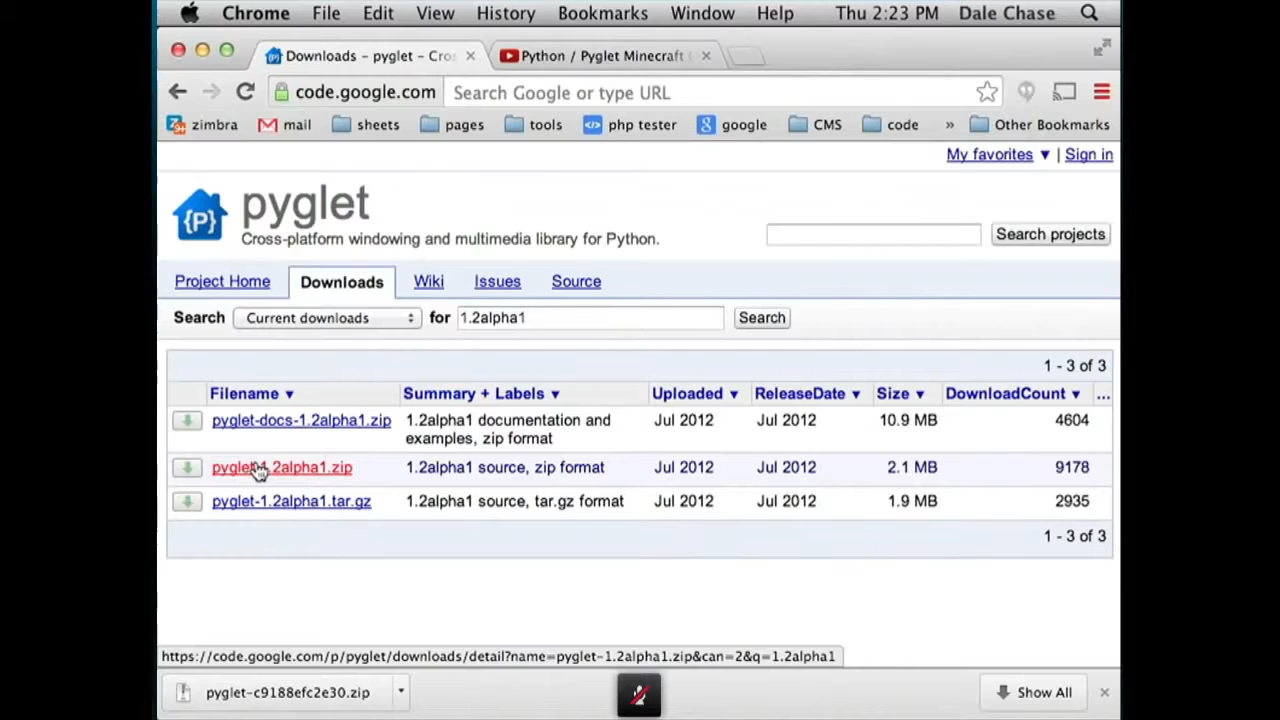 Chrome File Edit View History Bookmarks Window Help Thu 2:23 PM Dale Chase
Downloads - pyglet - Cro Python / Pyglet Minecraft
code.google.com Search Google or type URL
zimbra mail sheets pages tools php tester google CMS code » Other Bookmarks
My favorites ▼ | Sign in
{P} pyglet
Cross-platform windowing and multimedia library for Python.
Search projects
Project Home Downloads Wiki Issues Source
Search Current downloads for 1.2alpha1 Search
1 - 3 of 3
Filename ▼ Summary + Labels ▼ Uploaded ▼ ReleaseDate ▼ Size ▼ DownloadCount ▼ ...
pyglet-docs-1.2alpha1.zip 1.2alpha1 documentation and examples, zip format Jul 2012 Jul 2012 10.9 MB 4604
pyglet-1.2alpha1.zip 1.2alpha1 source, zip format Jul 2012 Jul 2012 2.1 MB 9178
pyglet-1.2alpha1.tar.gz 1.2alpha1 source, tar.gz format Jul 2012 Jul 2012 1.9 MB 2935
1 - 3 of 3
https://code.google.com/p/pyglet/downloads/detail?name=pyglet-1.2alpha1.zip&can=2&q=1.2alpha1
pyglet-c9188efc2e30.zip Show All